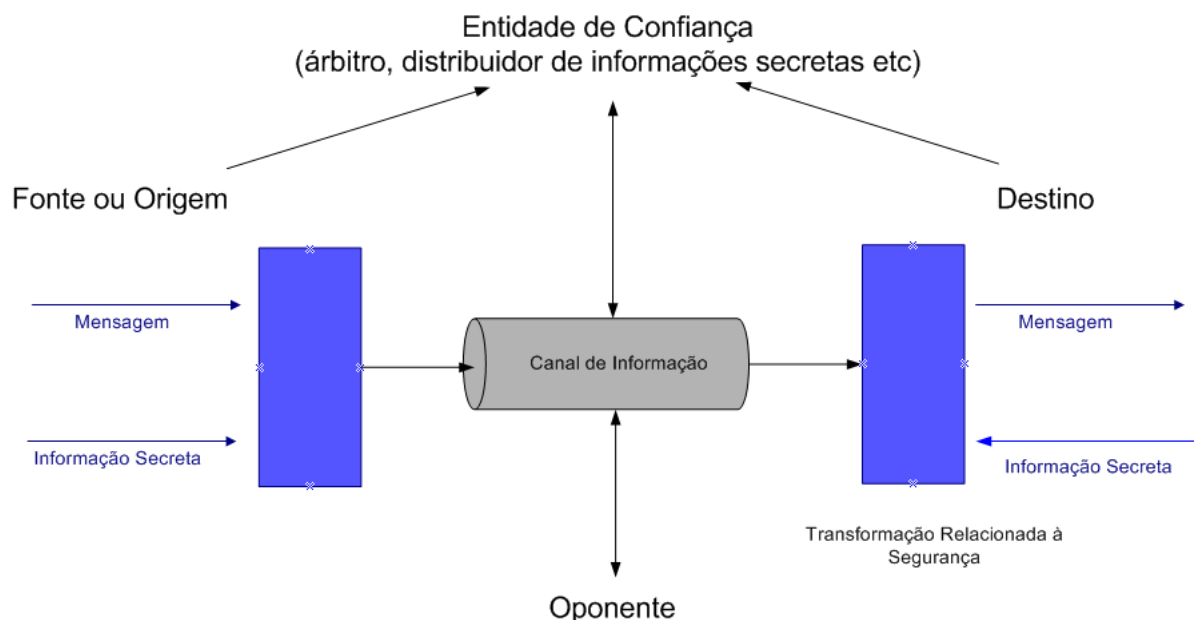 Entidade de Confiança
(árbitro, distribuidor de informações secretas etc)
Fonte ou Origem
Destino
Mensagem
Canal de Informação
Mensagem
Informação Secreta
Informação Secreta
Transformação Relacionada à
Segurança
Oponente